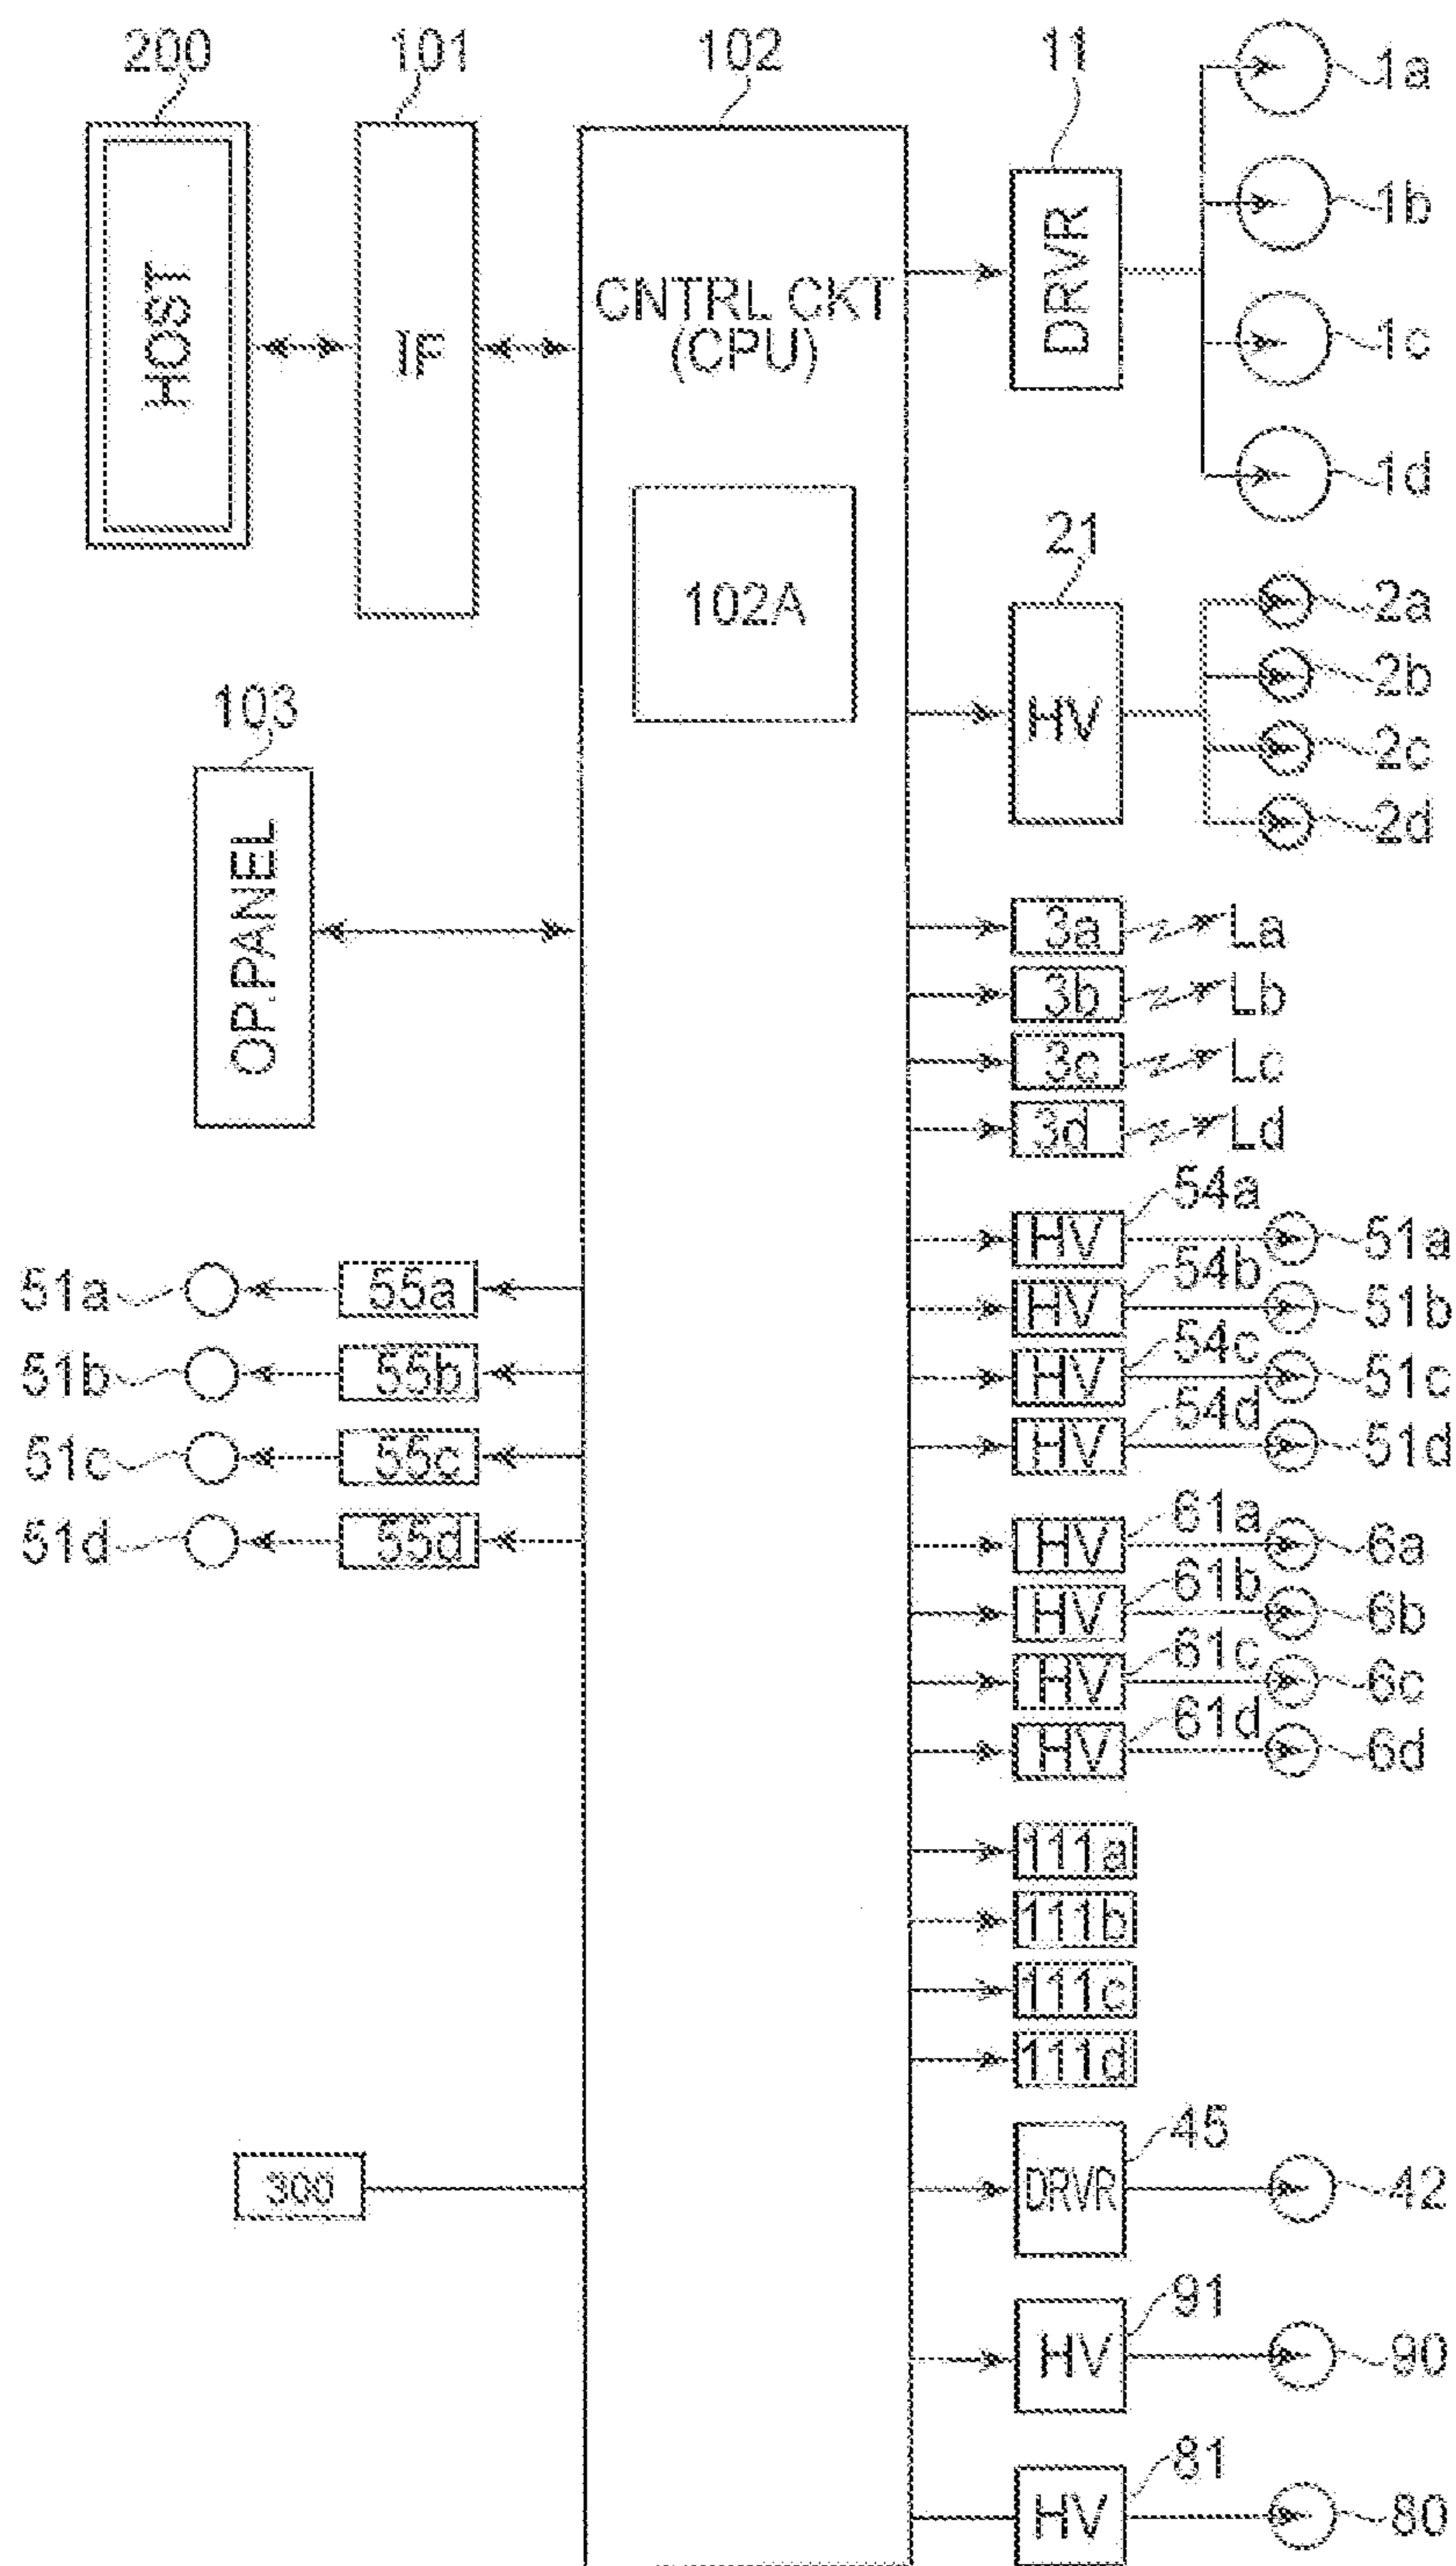 200
101
102
11
1a
1b
1c
1d
HOST
IF
CNTRL CKT
(CPU)
DRVR
102A
21
HV
2a
2b
2c
2d
103
OP.PANEL
3a
La
3b
Lb
3c
Lc
3d
Ld
54a
HV
51a
54b
HV
51b
54c
HV
51c
54d
HV
51d
51a
55a
51b
55b
51c
55c
51d
55d
61a
HV
6a
61b
HV
6b
61c
HV
6c
61d
HV
6d
111a
111b
111c
111d
300
45
DRVR
42
91
HV
90
81
HV
80